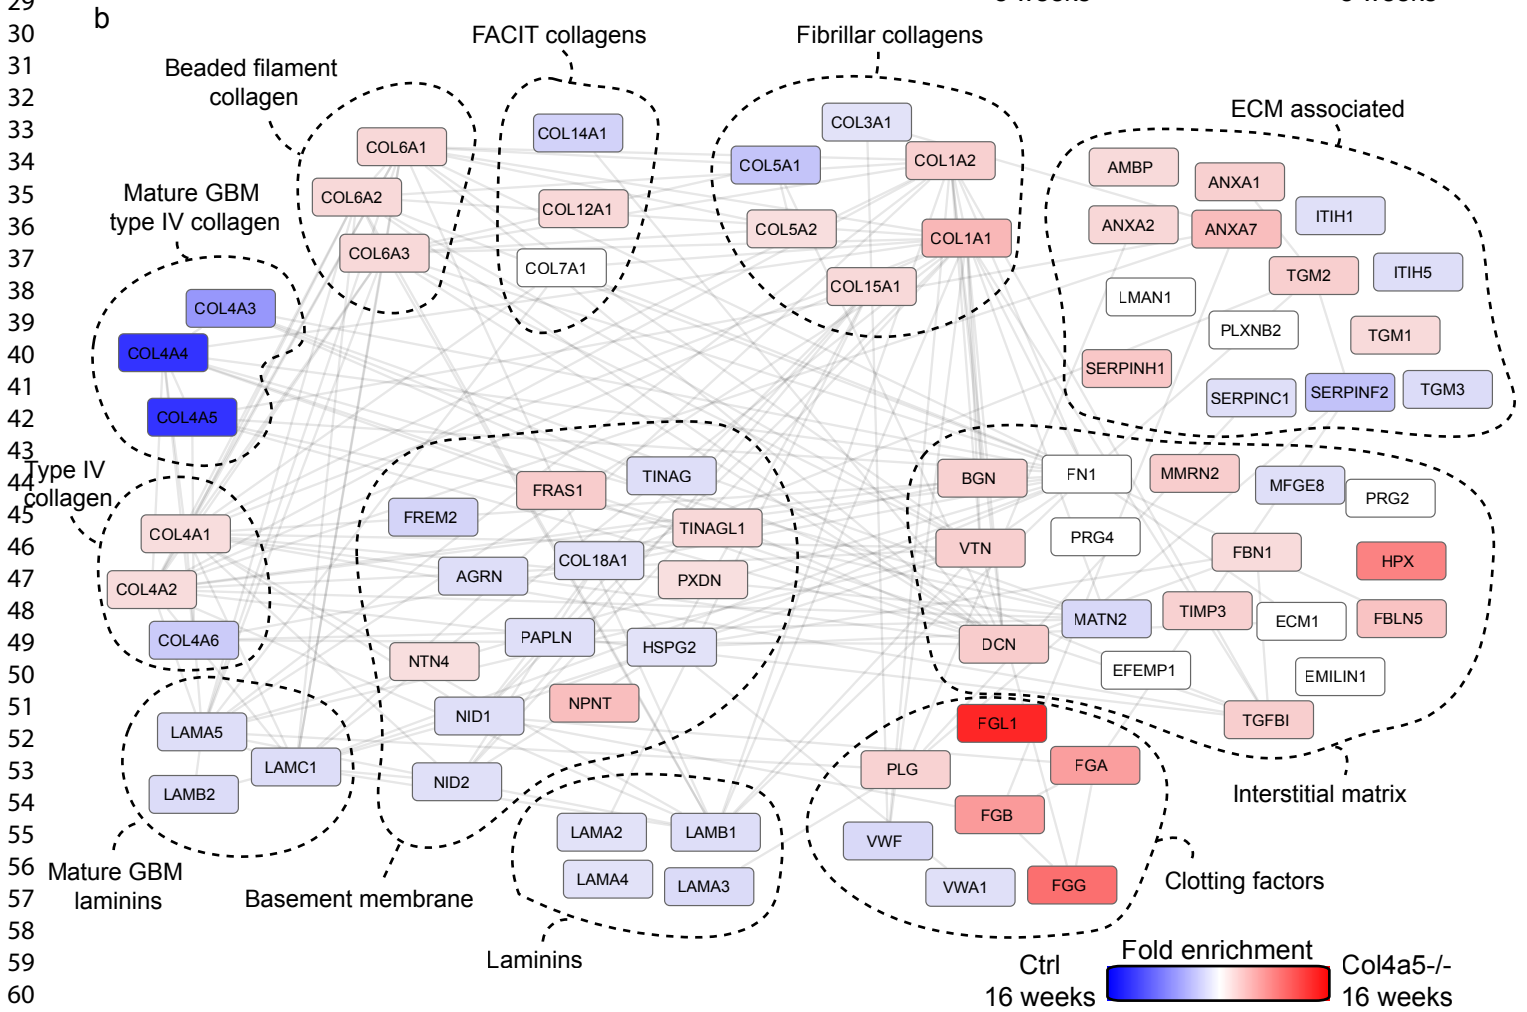 29
30
31
32
33
34
35
36
37
38
39
40
41
42
43
44
45
46
47
48
49
50
51
52
53
54
55
56
57
58
59
60
b
FACIT collagens
Fibrillar collagens
Beaded filament
collagen
ECM associated
Mature GBM
type IV collagen
COL6A1
COL6A2
COL6A3
COL14A1
COL12A1
COL7A1
COL3A1
COL5A1
COL1A2
COL5A2
COL1A1
COL15A1
AMBP
ANXA1
ANXA2
ANXA7
ITIH1
TGM2
ITIH5
LMAN1
PLXNB2
TGM1
SERPINH1
SERPINC1
SERPINF2
TGM3
COL4A3
COL4A4
COL4A5
Type IV
collagen
COL4A1
COL4A2
COL4A6
FRAS1
TINAG
FREM2
TINAGL1
COL18A1
AGRN
PXDN
PAPLN
HSPG2
NTN4
NPNT
NID1
NID2
BGN
FN1
MMRN2
MFGE8
PRG2
VTN
PRG4
FBN1
HPX
MATN2
TIMP3
ECM1
FBLN5
DCN
EFEMP1
EMILIN1
TGFBI
LAMA5
LAMC1
LAMB2
LAMA2
LAMB1
LAMA4
LAMA3
FGL1
PLG
FGA
FGB
VWF
VWA1
FGG
Interstitial matrix
Mature GBM
laminins
Basement membrane
Clotting factors
Laminins
Fold enrichment
Ctrl
16 weeks
Col4a5-/-
16 weeks